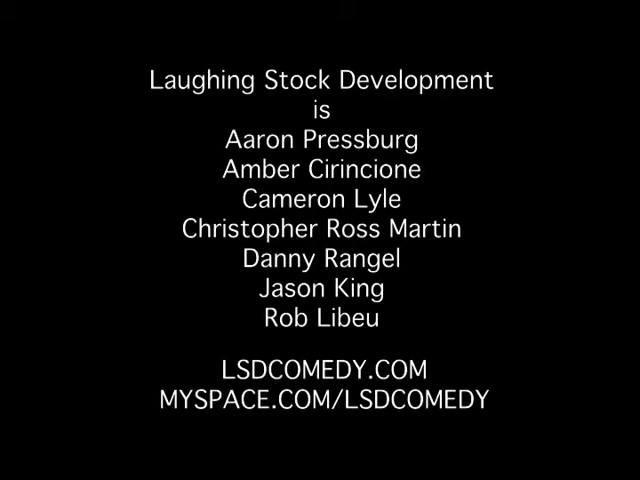 Laughing Stock Development
is
Aaron Pressburg
Amber Cirincione
Cameron Lyle
Christopher Ross Martin
Danny Rangel
Jason King
Rob Libeu
LSDCOMEDY.COM
MYSPACE.COM/LSDCOMEDY